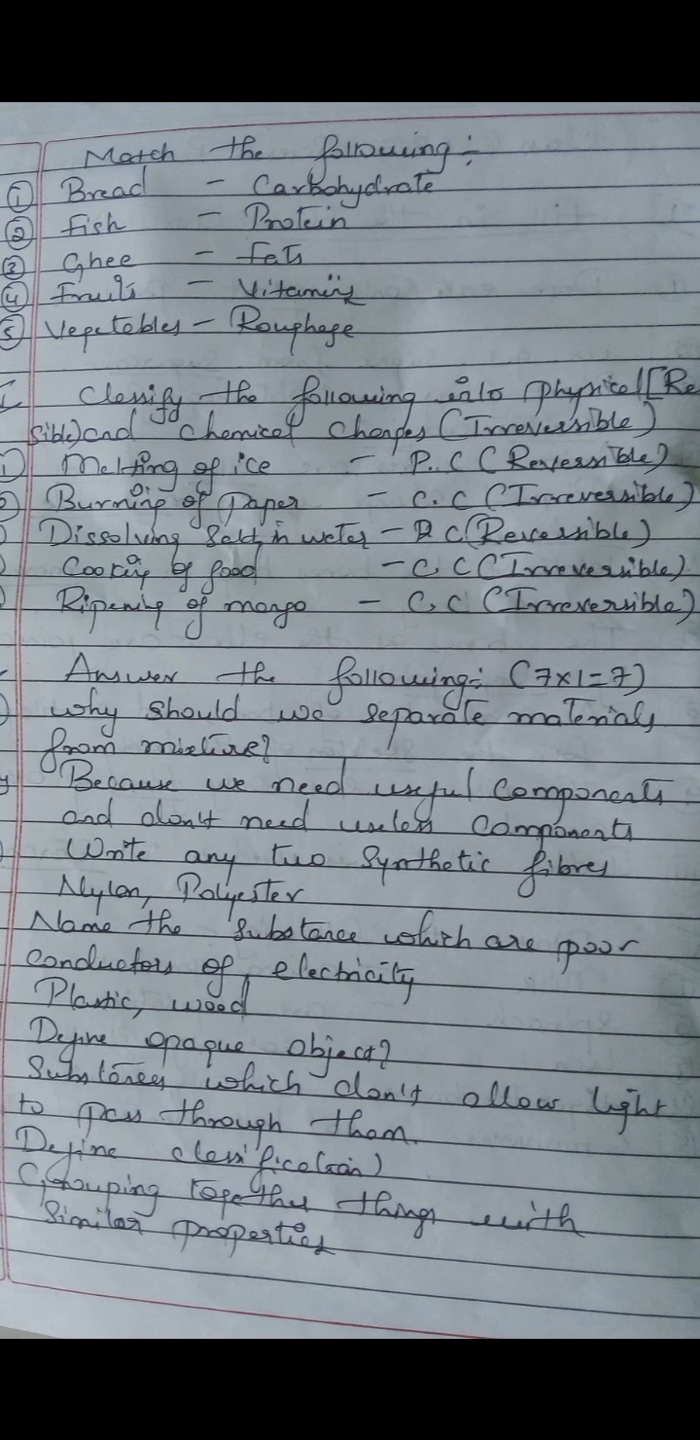 Match the following :-
① Bread - Carbohydrate
② Fish - Protein
③ Ghee - Fats
④ Fruits - Vitamins
⑤ Vegetables - Roughage
I Classify the following into physical [Re
sible) and chemical changes (Irreversible)
1) Melting of ice - P.C (Reversible)
Burning of Paper - C.C (Irreversible)
Dissolving Salt in water - P.C (Reversible)
Cooking of food - C.C (Irreversible)
Ripening of mango - C.C (Irreversible)
Answer the following :- (7x1=7)
why should we separate materials
from mixture?
Because we need useful components
and don't need useless components
Write any two synthetic fibres
Nylon, Polyester
Name the substance which are poor
conductors of electricity
Plastic, wood
Define opaque object?
Substances which don't allow light
to pass through them.
Define classification)
Grouping together things with
Similar properties